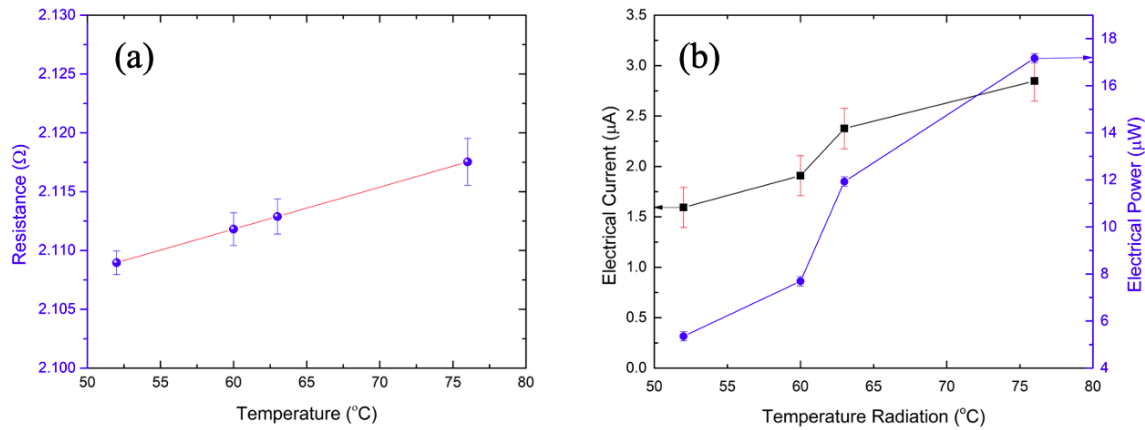 (a)
Resistance (Ω)
2.130
2.125
2.120
2.115
2.110
2.105
2.100
50 55 60 65 70 75 80
Temperature (°C)
(b)
Electrical Current (μA)
3.5
3.0
2.5
2.0
1.5
1.0
0.5
0.0
50 55 60 65 70 75 80
Temperature Radiation (°C)
18
16
14
12
10
8
6
4
Electrical Power (μW)